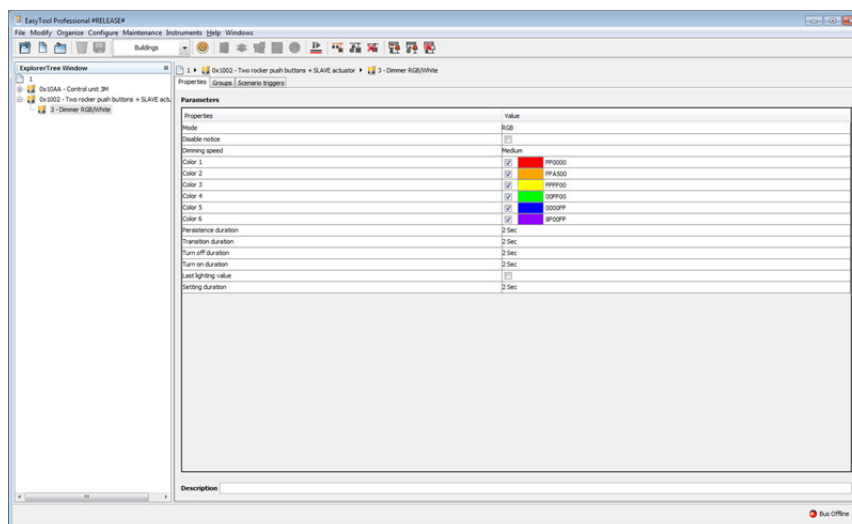 EasyTool Professional #RELEASE#
File Modify Organize Configure Maintenance Instruments Help Windows
Buildings
ExplorerTree Window
1
0x10AA - Control unit 3M
0x1002 - Two rocker push buttons + SLAVE actu
3 - Dimmer RGB/White
1 0x1002 - Two rocker push buttons + SLAVE actuator 3 - Dimmer RGB/White
Properties Groups Scenario triggers
Parameters
Properties Value
Mode RGB
Disable notice
Dimming speed Medium
Color 1 FF0000
Color 2 FFA500
Color 3 FFFF00
Color 4 00FF00
Color 5 0000FF
Color 6 8F00FF
Persistence duration 2 Sec
Transition duration 2 Sec
Turn off duration 2 Sec
Turn on duration 2 Sec
Last lighting value
Setting duration 2 Sec
Description
Bus Offline